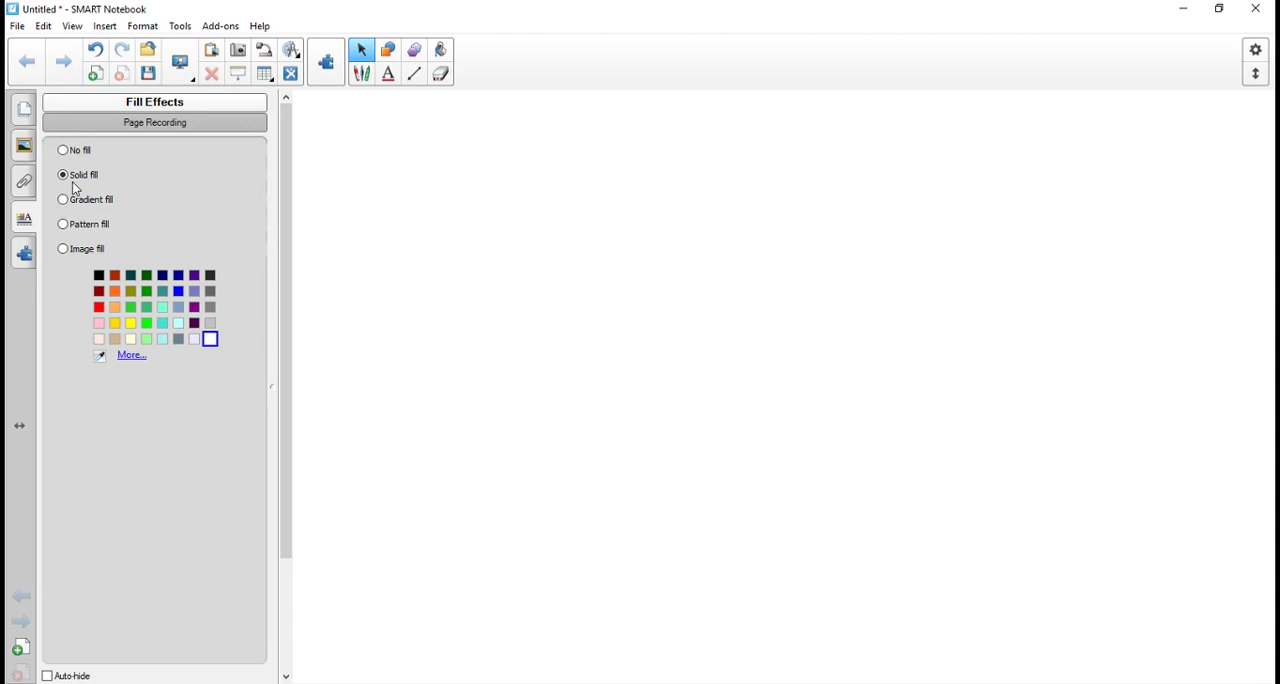 Untitled * - SMART Notebook
File Edit View Insert Format Tools Add-ons Help
Fill Effects
Page Recording
No fill
Solid fill
Gradient fill
Pattern fill
Image fill
More...
Auto-hide